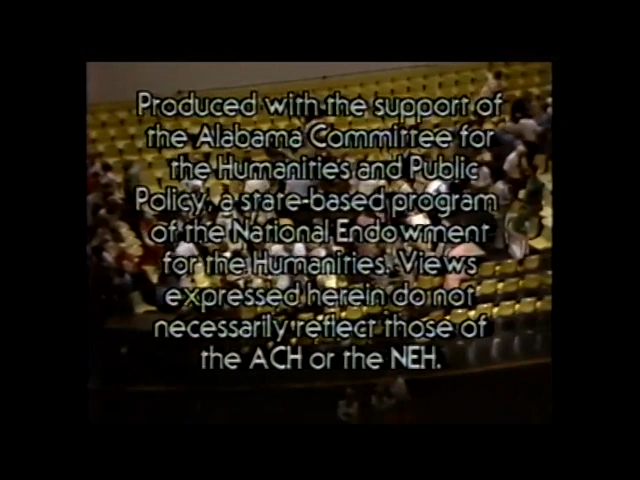 Produced with the support of
the Alabama Committee for
the Humanities and Public
Policy, a state-based program
of the National Endowment
for the Humanities. Views
expressed herein do not
necessarily reflect those of
the ACH or the NEH.